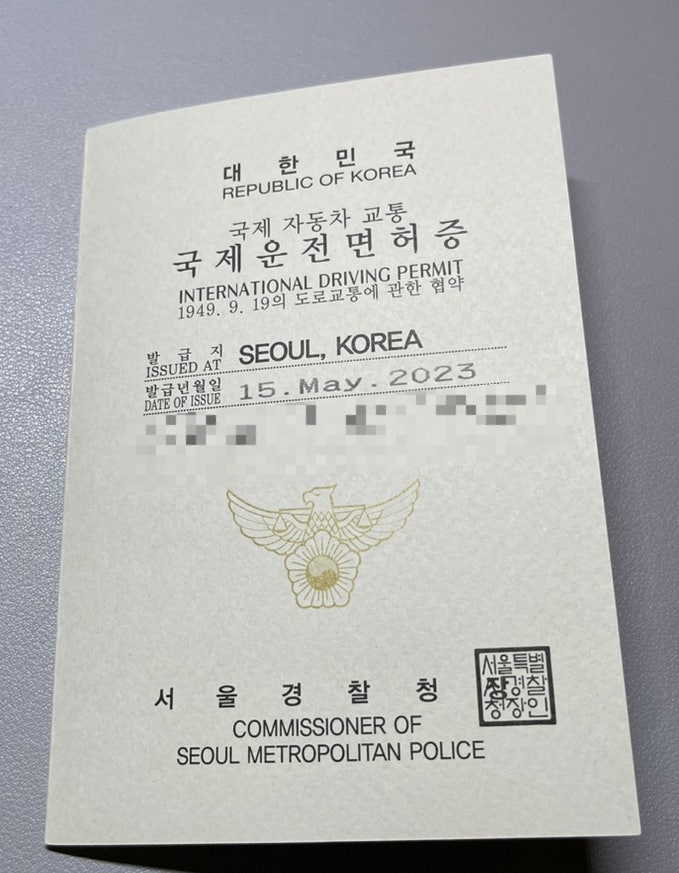 대 한 민 국
REPUBLIC OF KOREA
국제 자동차 교통
국제운전면허증
INTERNATIONAL DRIVING PERMIT
1949. 9. 19의 도로교통에 관한 협약
발 급 지
ISSUED AT SEOUL, KOREA
발급년월일
DATE OF ISSUE 15.May.2023
서 울 경 찰 청
COMMISSIONER OF
SEOUL METROPOLITAN POLICE
서울특별
장경찰
청장인